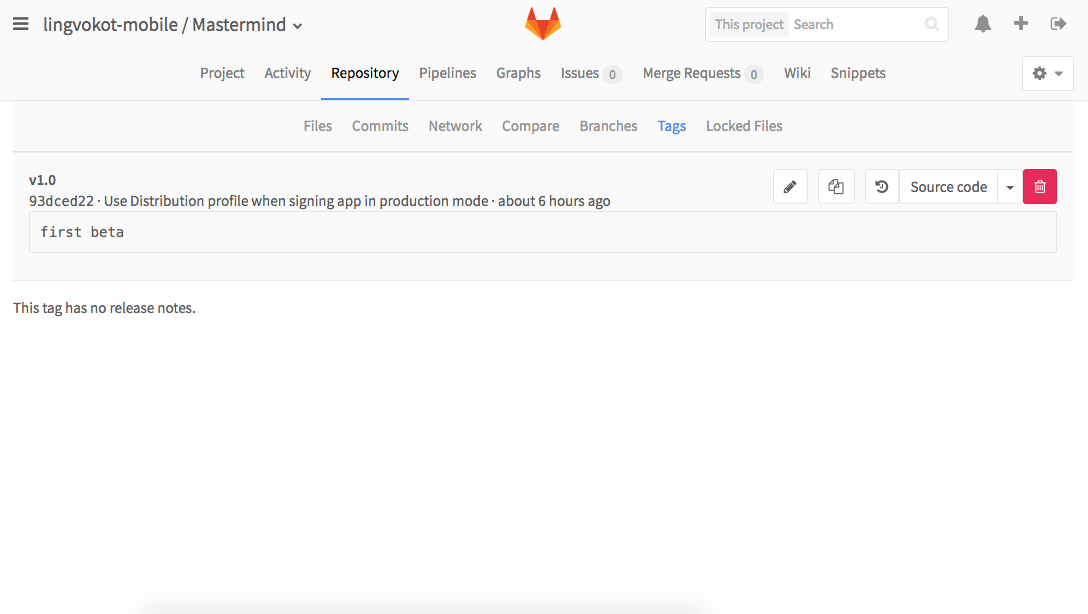 lingvokot-mobile / Mastermind
This project Search
Project Activity Repository Pipelines Graphs Issues 0 Merge Requests 0 Wiki Snippets
Files Commits Network Compare Branches Tags Locked Files
v1.0
93dced22 · Use Distribution profile when signing app in production mode · about 6 hours ago
Source code
first beta
This tag has no release notes.